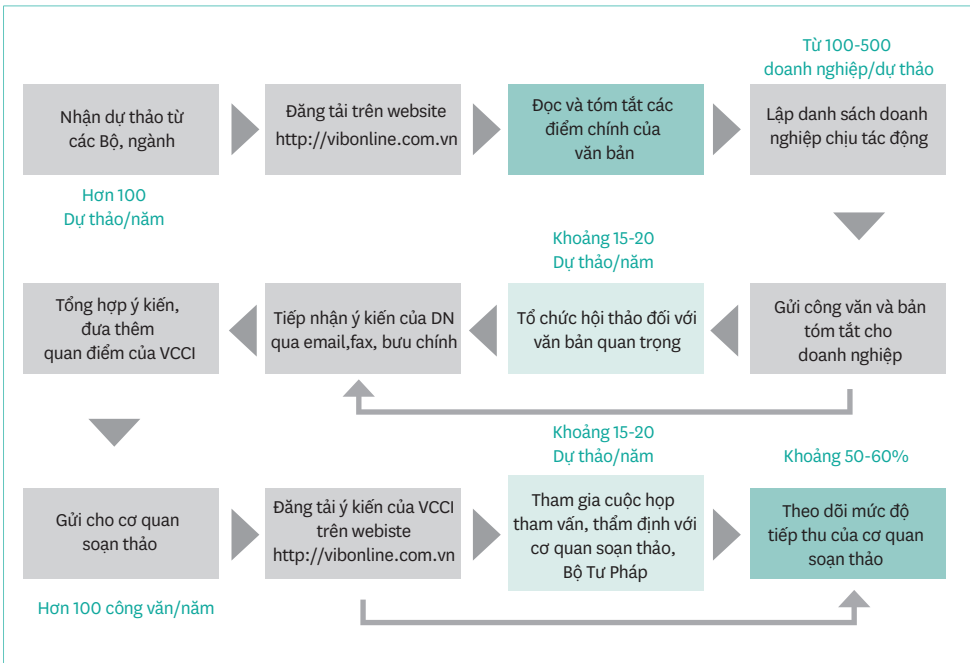 Từ 100-500
doanh nghiệp/dự thảo
Nhận dự thảo từ
các Bộ, ngành
Đăng tải trên website
http://vibonline.com.vn
Đọc và tóm tắt các
điểm chính của
văn bản
Lập danh sách doanh
nghiệp chịu tác động
Hơn 100
Dự thảo/năm
Khoảng 15-20
Dự thảo/năm
Gửi công văn và bản
tóm tắt cho
doanh nghiệp
Tổ chức hội thảo đối với
văn bản quan trọng
Tiếp nhận ý kiến của DN
qua email,fax, bưu chính
Tổng hợp ý kiến,
đưa thêm
quan điểm của VCCI
Khoảng 15-20
Dự thảo/năm
Khoảng 50-60%
Gửi cho cơ quan
soạn thảo
Đăng tải ý kiến của VCCI
trên webiste
http://vibonline.com.vn
Tham gia cuộc họp
tham vấn, thẩm định với
cơ quan soạn thảo,
Bộ Tư Pháp
Theo dõi mức độ
tiếp thu của cơ quan
soạn thảo
Hơn 100 công văn/năm